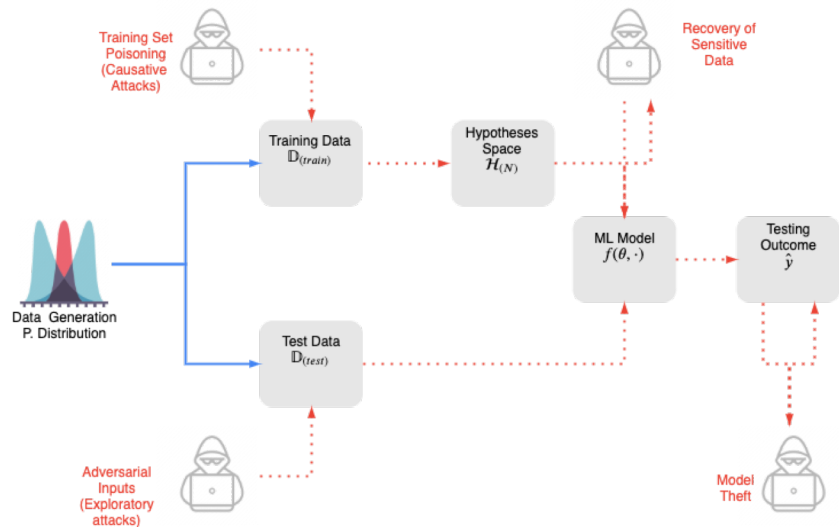 Training Set
Poisoning
(Causative
Attacks)
Recovery of
Sensitive
Data
Training Data
𝔻(train)
Hypotheses
Space
ℋ(N)
ML Model
f(θ, ·)
Testing
Outcome
ŷ
Data Generation
P. Distribution
Test Data
𝔻(test)
Adversarial
Inputs
(Exploratory
attacks)
Model
Theft